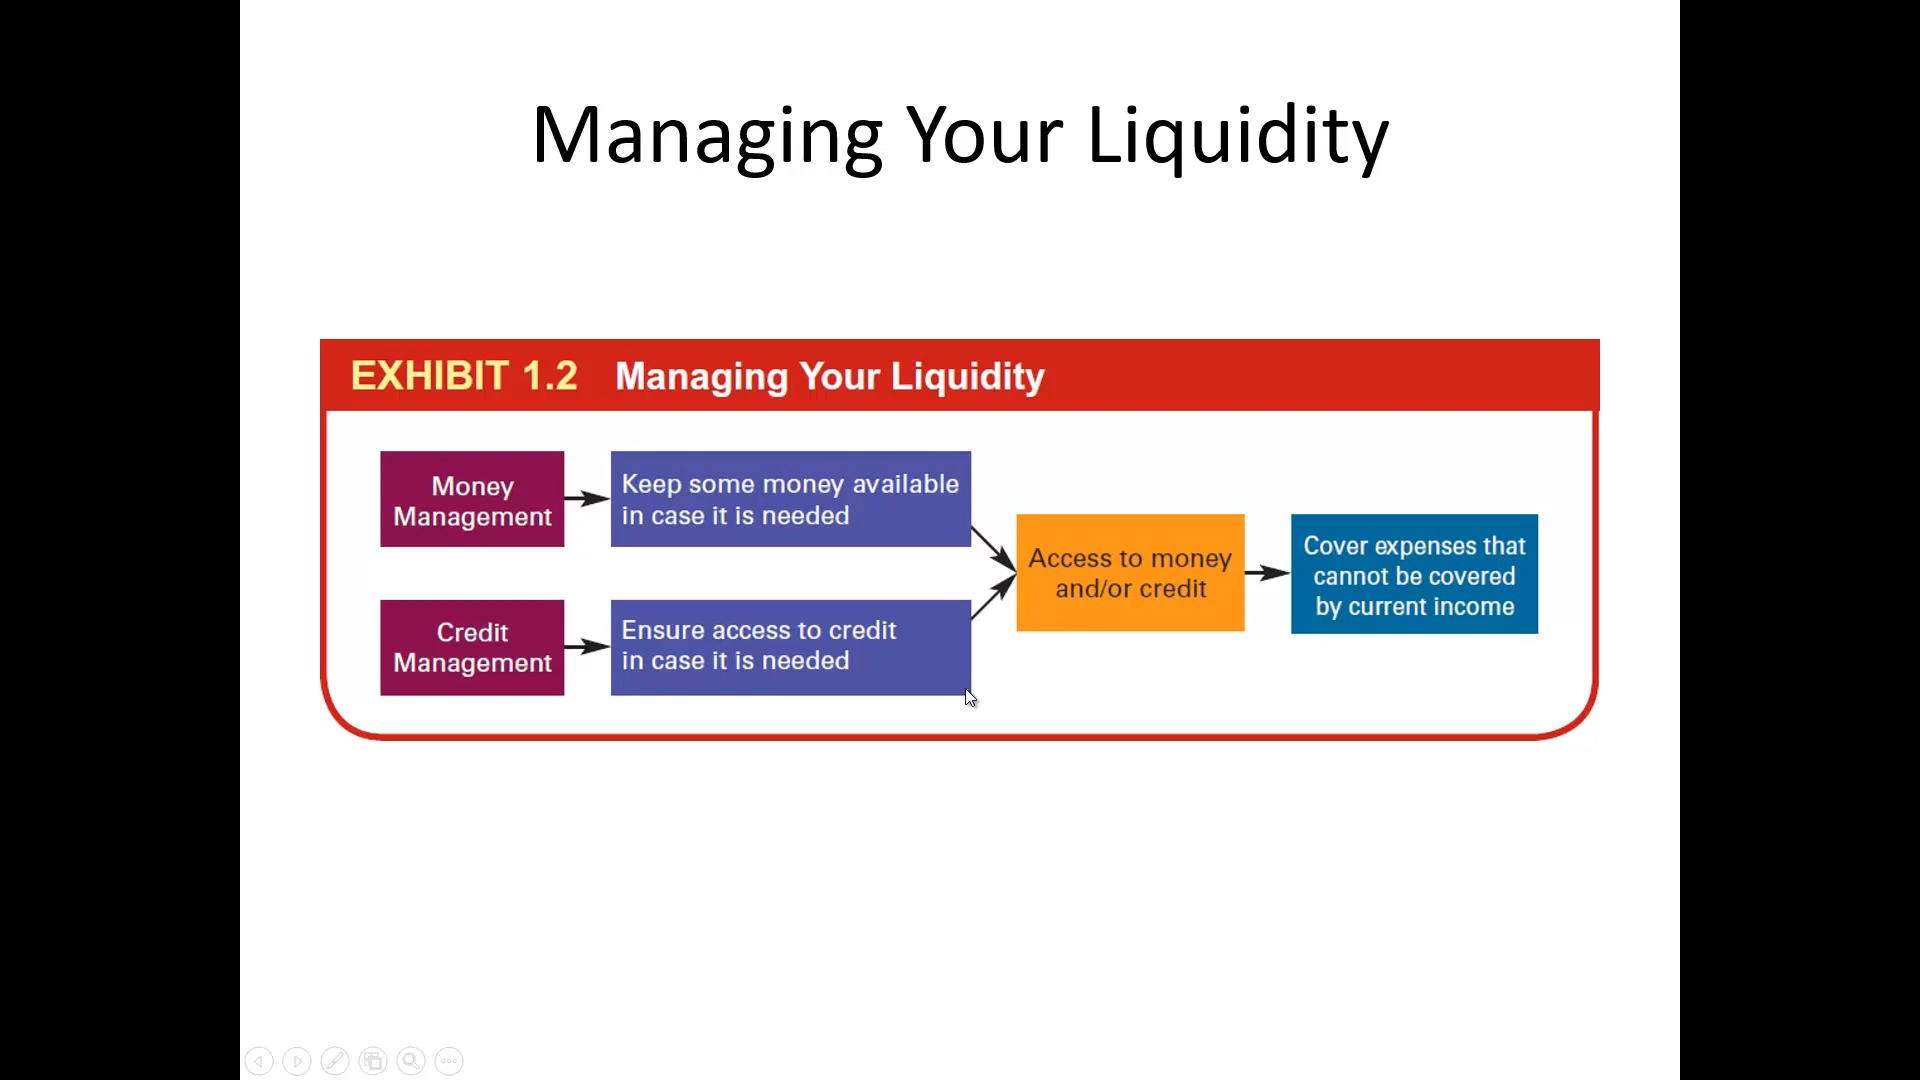 Managing Your Liquidity
EXHIBIT 1.2 Managing Your Liquidity
Money
Management
Keep some money available
in case it is needed
Credit
Management
Ensure access to credit
in case it is needed
Access to money
and/or credit
Cover expenses that
cannot be covered
by current income